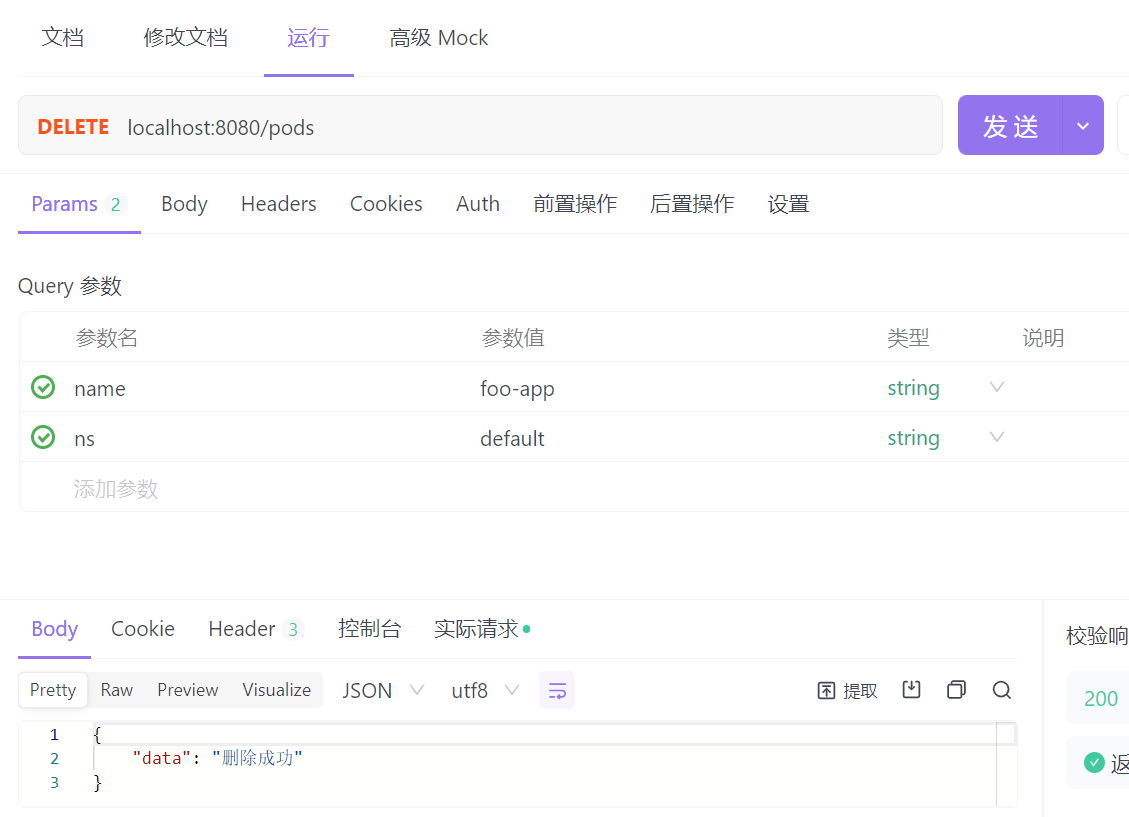 文档 修改文档 运行 高级 Mock
DELETE localhost:8080/pods 发送
Params 2 Body Headers Cookies Auth 前置操作 后置操作 设置
Query 参数
参数名 参数值 类型 说明
name foo-app string
ns default string
添加参数
Body Cookie Header 3 控制台 实际请求 校验响
Pretty Raw Preview Visualize JSON utf8 提取 200
1 {
2 "data": "删除成功" 返
3 }